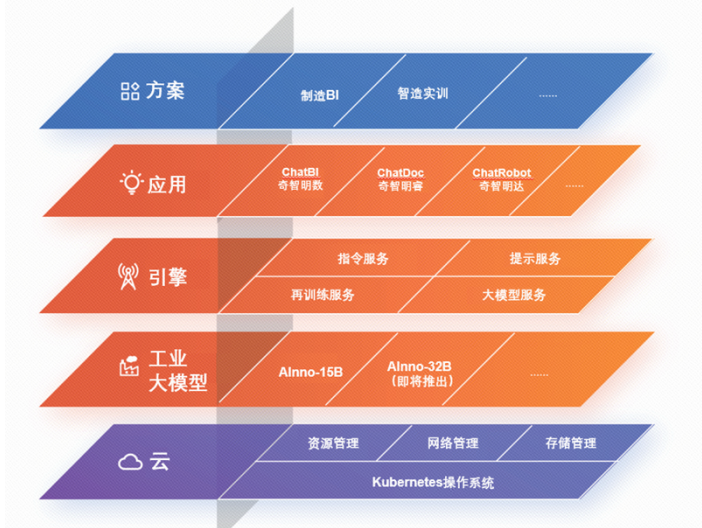 方案
制造BI
智造实训
......
应用
ChatBI
奇智明数
ChatDoc
奇智明睿
ChatRobot
奇智明达
......
引擎
指令服务
提示服务
再训练服务
大模型服务
工业
大模型
AInno-15B
AInno-32B
（即将推出）
......
云
资源管理
网络管理
存储管理
Kubernetes操作系统